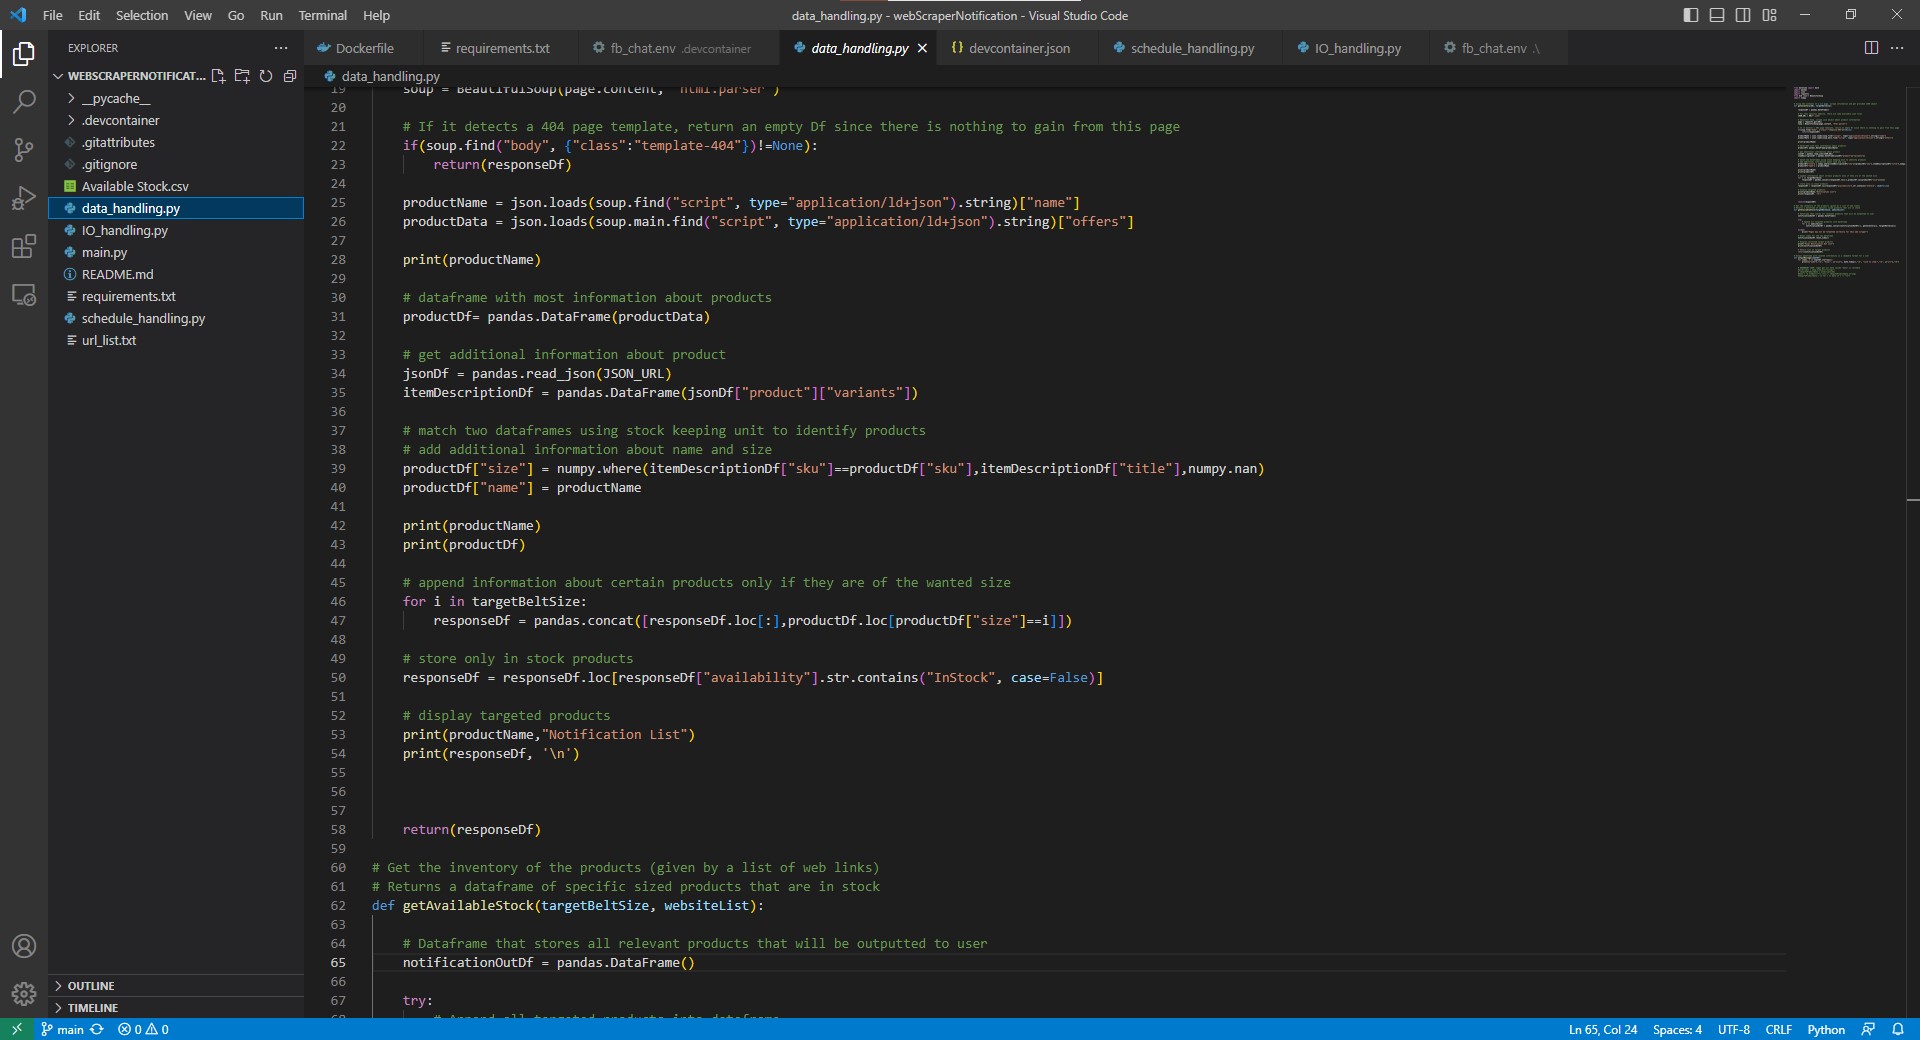 File Edit Selection View Go Run Terminal Help
data_handling.py - webScraperNotification - Visual Studio Code
EXPLORER
Dockerfile
requirements.txt
fb_chat.env .devcontainer
data_handling.py
devcontainer.json
schedule_handling.py
IO_handling.py
fb_chat.env .\
WEBSCRAPERNOTIFICAT...
__pycache__
.devcontainer
.gitattributes
.gitignore
Available Stock.csv
data_handling.py
IO_handling.py
main.py
README.md
requirements.txt
schedule_handling.py
url_list.txt
OUTLINE
TIMELINE
data_handling.py
19 soup = BeautifulSoup(page.content, "html.parser")
20
21 # If it detects a 404 page template, return an empty Df since there is nothing to gain from this page
22 if(soup.find("body", {"class":"template-404"})!=None):
23 return(responseDf)
24
25 productName = json.loads(soup.find("script", type="application/ld+json").string)["name"]
26 productData = json.loads(soup.main.find("script", type="application/ld+json").string)["offers"]
27
28 print(productName)
29
30 # dataframe with most information about products
31 productDf= pandas.DataFrame(productData)
32
33 # get additional information about product
34 jsonDf = pandas.read_json(JSON_URL)
35 itemDescriptionDf = pandas.DataFrame(jsonDf["product"]["variants"])
36
37 # match two dataframes using stock keeping unit to identify products
38 # add additional information about name and size
39 productDf["size"] = numpy.where(itemDescriptionDf["sku"]==productDf["sku"],itemDescriptionDf["title"],numpy.nan)
40 productDf["name"] = productName
41
42 print(productName)
43 print(productDf)
44
45 # append information about certain products only if they are of the wanted size
46 for i in targetBeltSize:
47 responseDf = pandas.concat([responseDf.loc[:],productDf.loc[productDf["size"]==i]])
48
49 # store only in stock products
50 responseDf = responseDf.loc[responseDf["availability"].str.contains("InStock", case=False)]
51
52 # display targeted products
53 print(productName,"Notification List")
54 print(responseDf, '\n')
55
56
57
58 return(responseDf)
59
60 # Get the inventory of the products (given by a list of web links)
61 # Returns a dataframe of specific sized products that are in stock
62 def getAvailableStock(targetBeltSize, websiteList):
63
64 # Dataframe that stores all relevant products that will be outputted to user
65 notificationOutDf = pandas.DataFrame()
66
67 try:
68 # Append all targeted products into dataframe
main 0 0 Ln 65, Col 24 Spaces: 4 UTF-8 CRLF Python